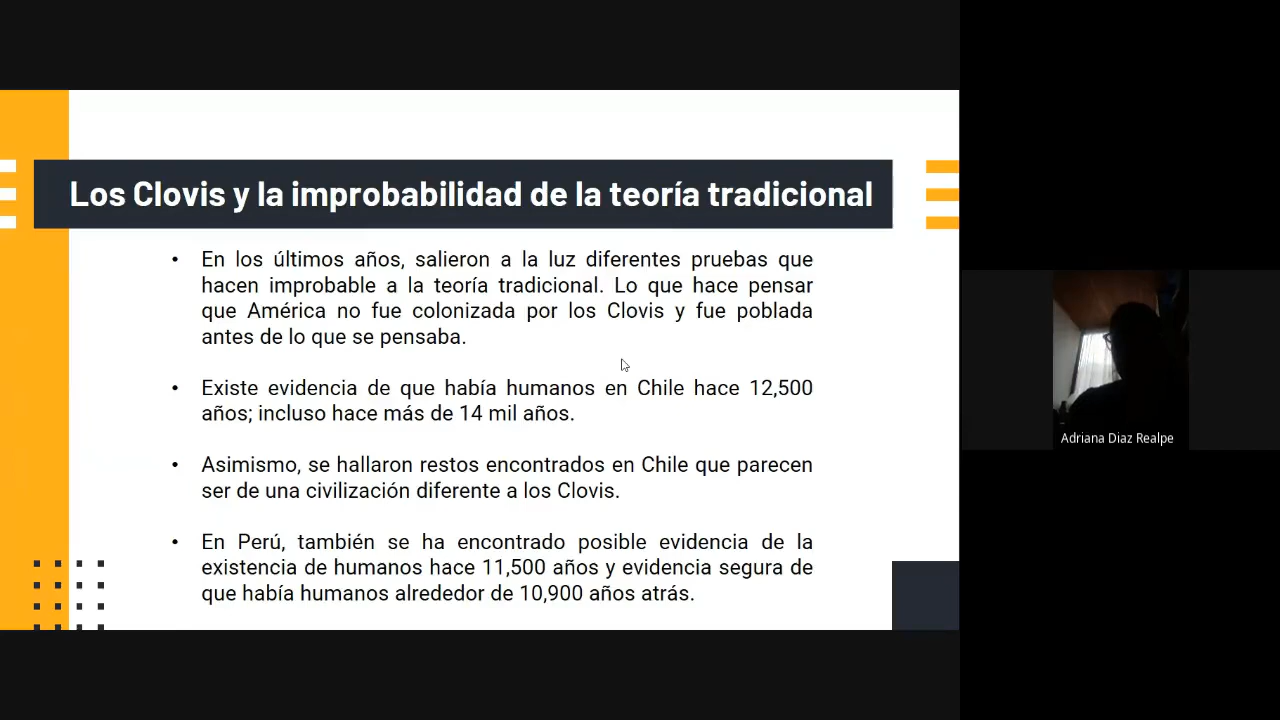 Los Clovis y la improbabilidad de la teoría tradicional
• En los últimos años, salieron a la luz diferentes pruebas que
hacen improbable a la teoría tradicional. Lo que hace pensar
que América no fue colonizada por los Clovis y fue poblada
antes de lo que se pensaba.
• Existe evidencia de que había humanos en Chile hace 12,500
años; incluso hace más de 14 mil años.
• Asimismo, se hallaron restos encontrados en Chile que parecen
ser de una civilización diferente a los Clovis.
• En Perú, también se ha encontrado posible evidencia de la
existencia de humanos hace 11,500 años y evidencia segura de
que había humanos alrededor de 10,900 años atrás.
Adriana Diaz Realpe